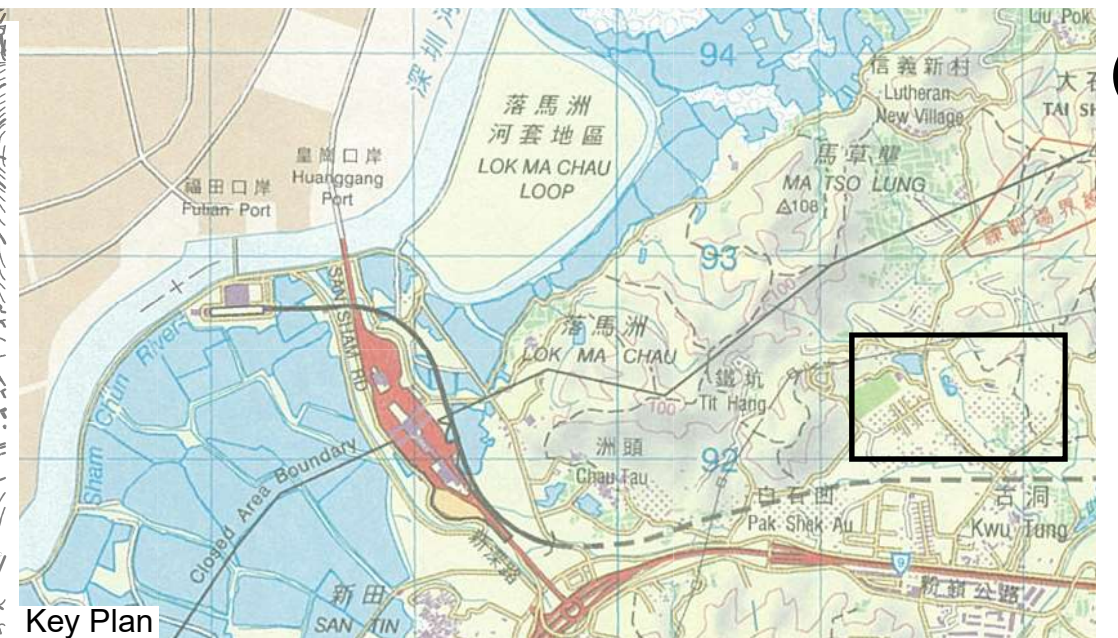 Liu Pok
94
深圳河
信義新村
Lutheran
New Village
大石
TAI SH
落馬洲
河套地區
LOK MA CHAU
LOOP
皇崗口岸
Huanggang
Port
福田口岸
Futian Port
馬草壟
MA TSO LUNG
108
93
SAN SHAM RD
100
落馬洲
LOK MA CHAU
鐵坑
Tit Hang
100
Sham Chun River
洲頭
Chau Tau
92
Closed Area Boundary
白石凹
Pak Shek Au
古洞
Kwu Tung
新深路
9
粉嶺公路
新田
SAN TIN
Key Plan